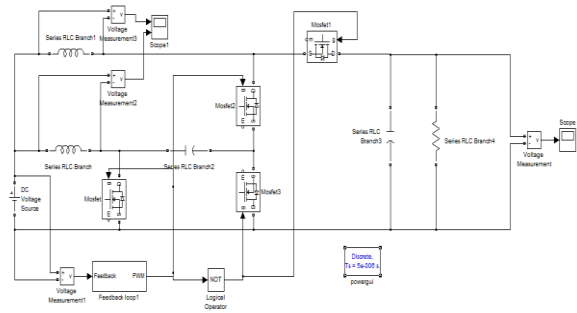 Series RLC Branch1
+
-
v
Voltage
Measurement3
Scope1
Mosfet1
m
g
S
D
+
-
v
Voltage
Measurement2
Mosfet2
E
Series RLC
Branch3
Series RLC Branch4
Scope
+
-
v
Voltage
Measurement
Series RLC Branch
Series RLC Branch2
DC
Voltage
Source
+
Mosfet
E
Mosfet3
E
+
-
v
Voltage
Measurement1
Feedback
PWM
Feedback loop1
NOT
Logical
Operator
Discrete,
Ts = 5e-006 s.
powergui